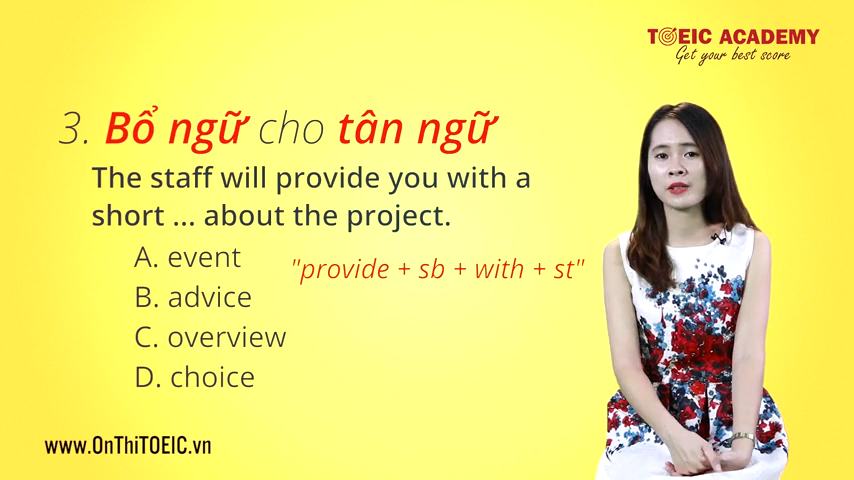 TOEIC ACADEMY
Get your best score
3. Bổ ngữ cho tân ngữ
The staff will provide you with a
short ... about the project.
A. event
"provide + sb + with + st"
B. advice
C. overview
D. choice
www.OnThiTOEIC.vn